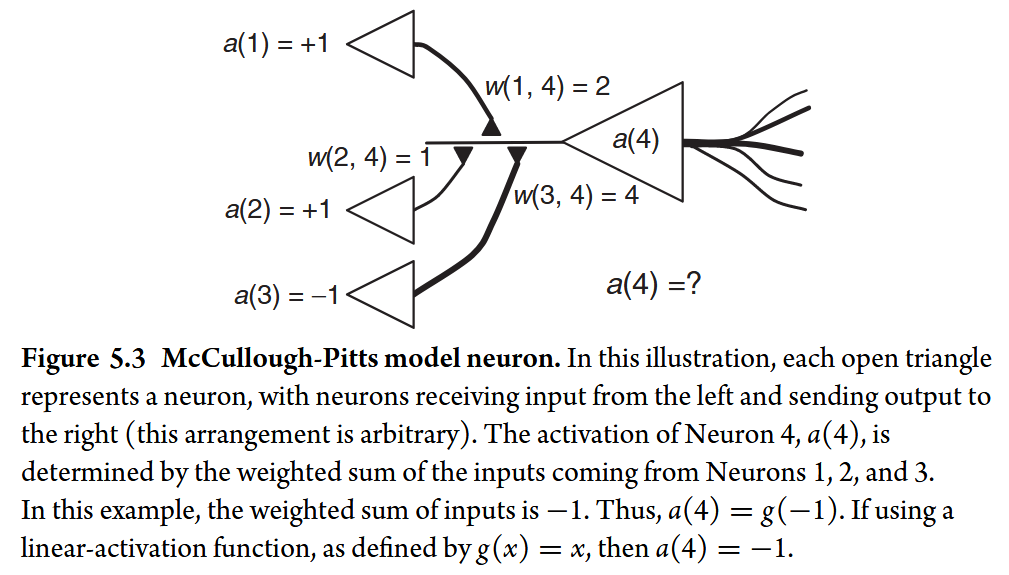 a(1) = +1
w(1, 4) = 2
a(4)
w(2, 4) = 1
a(2) = +1
w(3, 4) = 4
a(3) = −1
a(4) =?
Figure 5.3 McCullough-Pitts model neuron. In this illustration, each open triangle
represents a neuron, with neurons receiving input from the left and sending output to
the right (this arrangement is arbitrary). The activation of Neuron 4, a(4), is
determined by the weighted sum of the inputs coming from Neurons 1, 2, and 3.
In this example, the weighted sum of inputs is −1. Thus, a(4) = g(−1). If using a
linear-activation function, as defined by g(x) = x, then a(4) = −1.